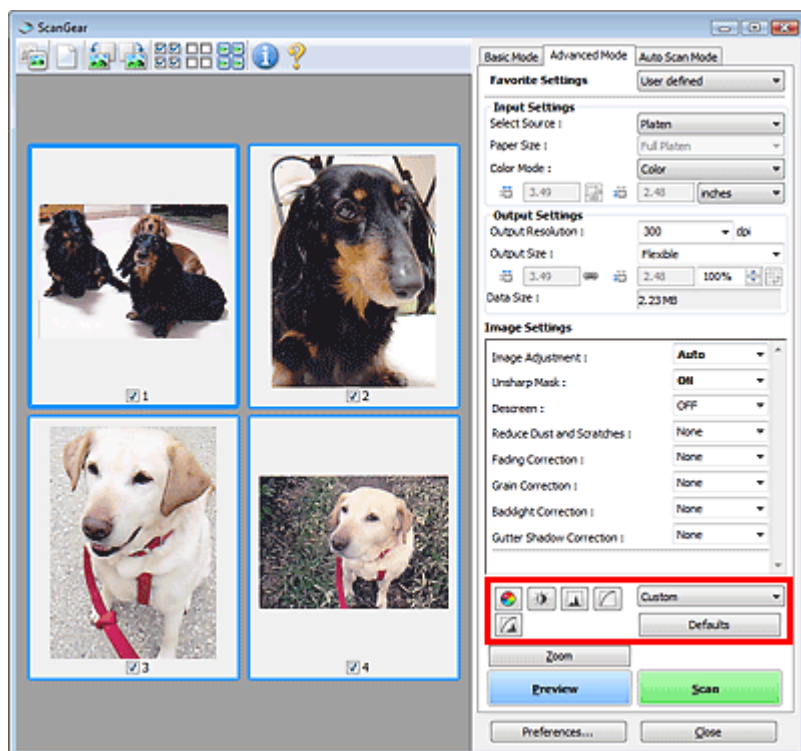 ScanGear
Basic Mode Advanced Mode Auto Scan Mode
Favorite Settings User defined
Input Settings
Select Source : Platen
Paper Size : Full Platen
Color Mode : Color
3.49 2.48 inches
Output Settings
Output Resolution : 300 dpi
Output Size : Flexible
3.49 2.48 100%
Data Size : 2.23 MB
Image Settings
Image Adjustment : Auto
Unsharp Mask : ON
Descreen : OFF
Reduce Dust and Scratches : None
Fading Correction : None
Grain Correction : None
Backlight Correction : None
Gutter Shadow Correction : None
Custom
Defaults
Zoom
Preview Scan
Preferences... Close
1
2
3
4